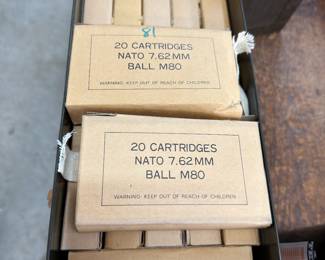 81
20 CARTRIDGES
NATO 7.62MM
BALL M80
WARNING: KEEP OUT OF REACH OF CHILDREN
20 CARTRIDGES
NATO 7.62MM
BALL M80
WARNING: KEEP OUT OF REACH OF CHILDREN